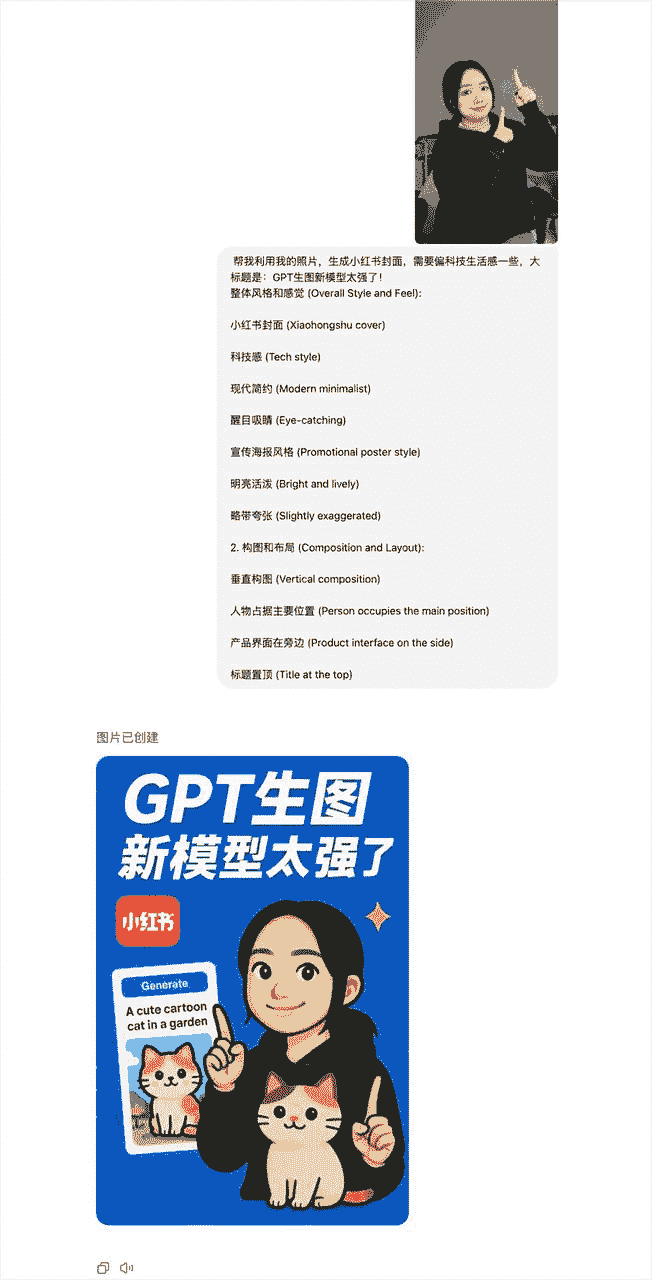 帮我利用我的照片，生成小红书封面，需要偏科技生活感一些，大
标题是：GPT生图新模型太强了！
整体风格和感觉 (Overall Style and Feel):
小红书封面 (Xiaohongshu cover)
科技感 (Tech style)
现代简约 (Modern minimalist)
醒目吸睛 (Eye-catching)
宣传海报风格 (Promotional poster style)
明亮活泼 (Bright and lively)
略带夸张 (Slightly exaggerated)
2. 构图和布局 (Composition and Layout):
垂直构图 (Vertical composition)
人物占据主要位置 (Person occupies the main position)
产品界面在旁边 (Product interface on the side)
标题置顶 (Title at the top)
图片已创建
GPT生图
新模型太强了
小红书
Generate
A cute cartoon
cat in a garden